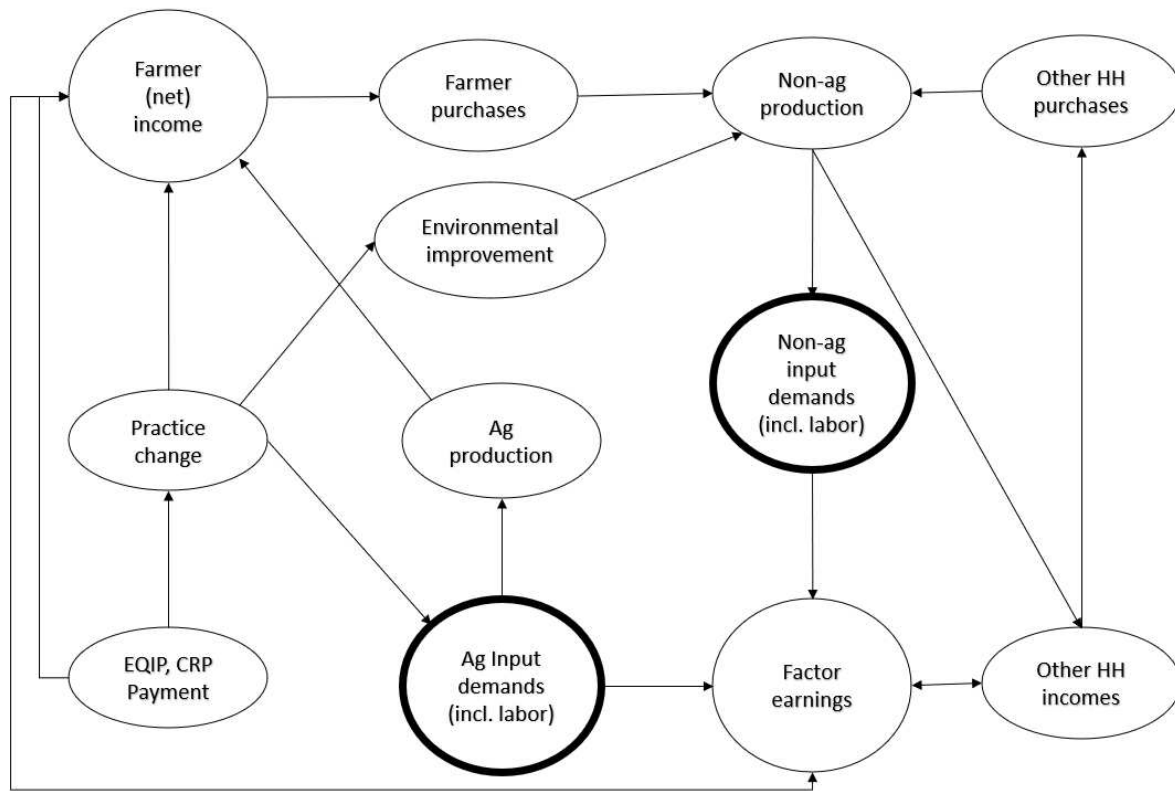 Farmer
(net)
income
Farmer
purchases
Non-ag
production
Other HH
purchases
Environmental
improvement
Non-ag
input
demands
(incl. labor)
Practice
change
Ag
production
EQIP, CRP
Payment
Ag Input
demands
(incl. labor)
Factor
earnings
Other HH
incomes